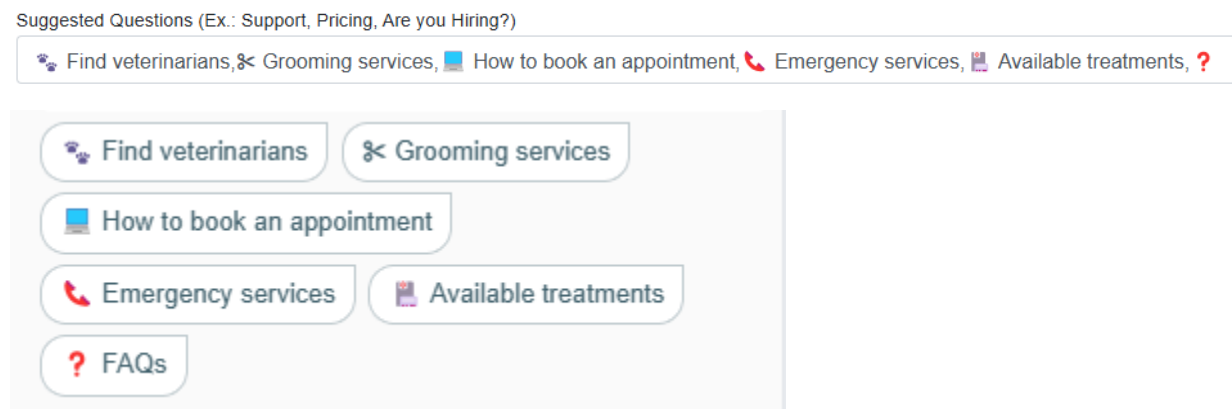 Suggested Questions (Ex.: Support, Pricing, Are you Hiring?)
🐾 Find veterinarians,✂ Grooming services, 💻 How to book an appointment, 📞 Emergency services, 🏥 Available treatments, ❓
🐾 Find veterinarians ✂ Grooming services
💻 How to book an appointment
📞 Emergency services 🏥 Available treatments
❓ FAQs